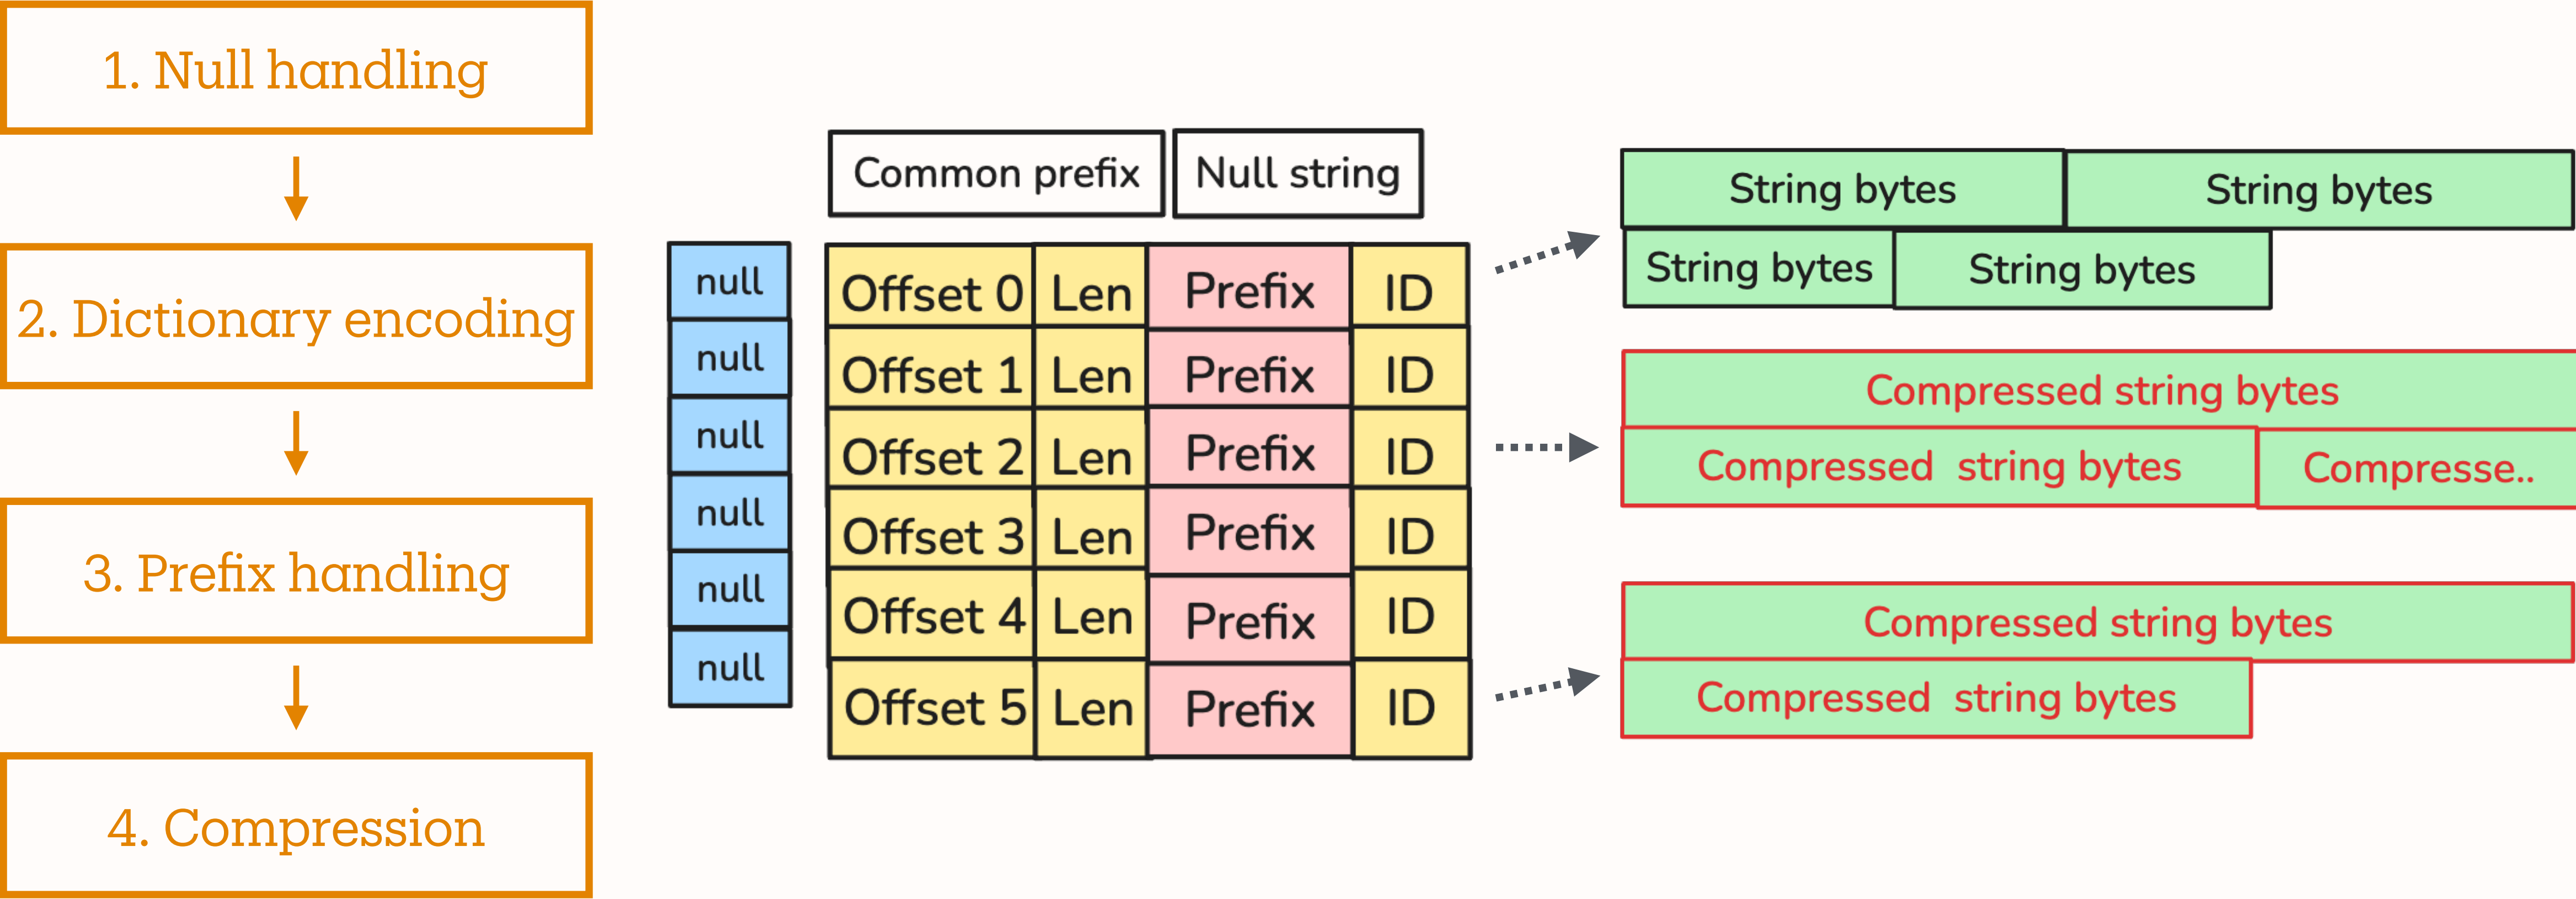 1. Null handling
2. Dictionary encoding
3. Prefix handling
4. Compression
null
null
null
null
null
null
Common prefix Null string
Offset 0 Len Prefix ID
Offset 1 Len Prefix ID
Offset 2 Len Prefix ID
Offset 3 Len Prefix ID
Offset 4 Len Prefix ID
Offset 5 Len Prefix ID
String bytes String bytes
String bytes String bytes
Compressed string bytes
Compressed string bytes Compresse..
Compressed string bytes
Compressed string bytes